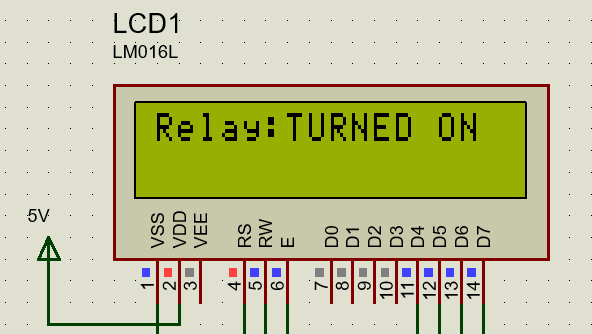 LCD1
LM016L
Relay:TURNED ON
5V
VSS VDD VEE RS RW E D0 D1 D2 D3 D4 D5 D6 D7
1 2 3 4 5 6 7 8 9 10 11 12 13 14